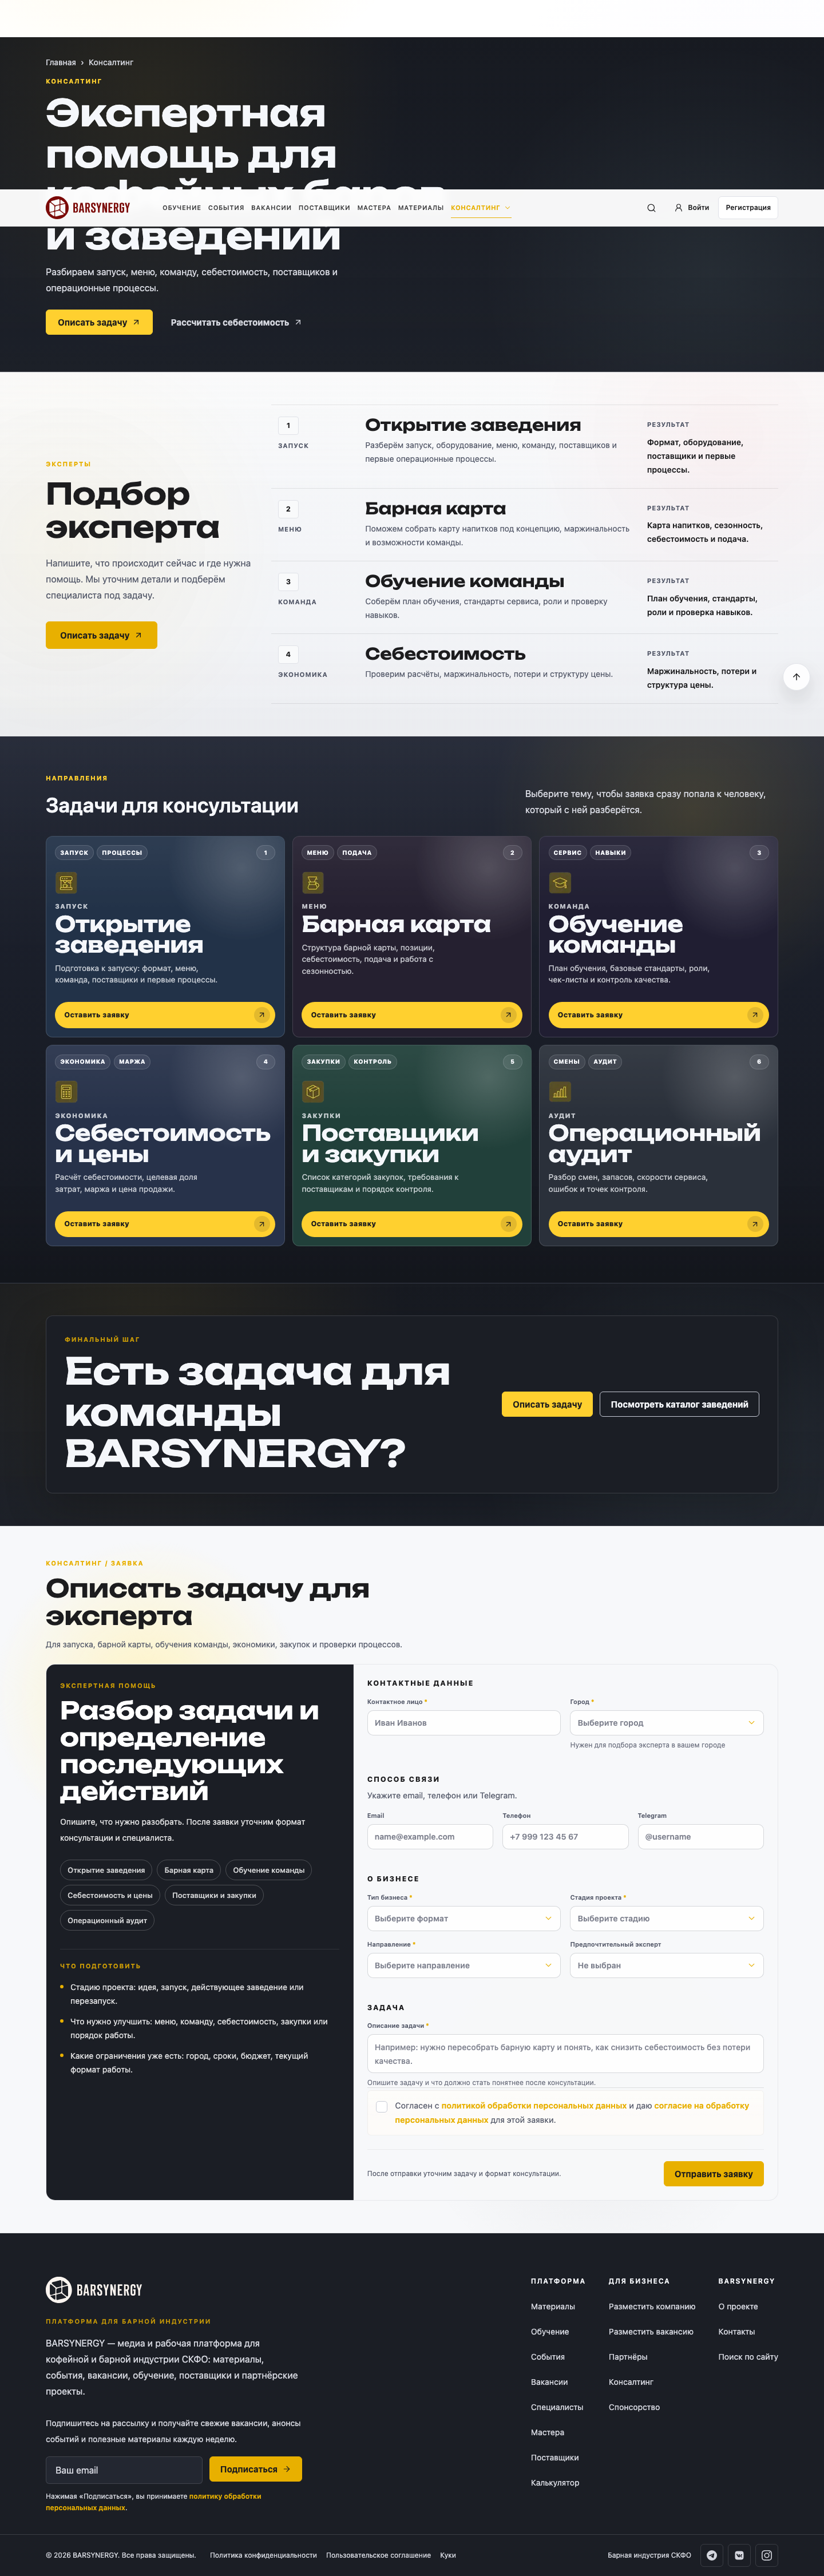 Главная › Консалтинг
КОНСАЛТИНГ
Экспертная
помощь для
BARSYNERGY
ОБУЧЕНИЕ СОБЫТИЯ ВАКАНСИИ ПОСТАВЩИКИ МАСТЕРА МАТЕРИАЛЫ КОНСАЛТИНГ
Войти
Регистрация
и заведений
Разбираем запуск, меню, команду, себестоимость, поставщиков и
операционные процессы.
Описать задачу
Рассчитать себестоимость
ЭКСПЕРТЫ
Подбор
эксперта
Напишите, что происходит сейчас и где нужна
помощь. Мы уточним детали и подберём
специалиста под задачу.
Описать задачу
1
ЗАПУСК
Открытие заведения
Разберём запуск, оборудование, меню, команду, поставщиков и
первые операционные процессы.
РЕЗУЛЬТАТ
Формат, оборудование,
поставщики и первые
процессы.
2
МЕНЮ
Барная карта
Поможем собрать карту напитков под концепцию, маржинальность
и возможности команды.
РЕЗУЛЬТАТ
Карта напитков, сезонность,
себестоимость и подача.
3
КОМАНДА
Обучение команды
Соберём план обучения, стандарты сервиса, роли и проверку
навыков.
РЕЗУЛЬТАТ
План обучения, стандарты,
роли и проверка навыков.
4
ЭКОНОМИКА
Себестоимость
Проверим расчёты, маржинальность, потери и структуру цены.
РЕЗУЛЬТАТ
Маржинальность, потери и
структура цены.
НАПРАВЛЕНИЯ
Задачи для консультации
Выберите тему, чтобы заявка сразу попала к человеку,
который с ней разберётся.
ЗАПУСК ПРОЦЕССЫ 1
ЗАПУСК
Открытие
заведения
Подготовка к запуску: формат, меню,
команда, поставщики и первые процессы.
Оставить заявку
МЕНЮ ПОДАЧА 2
МЕНЮ
Барная карта
Структура барной карты, позиции,
себестоимость, подача и работа с
сезонностью.
Оставить заявку
СЕРВИС НАВЫКИ 3
КОМАНДА
Обучение
команды
План обучения, базовые стандарты, роли,
чек-листы и контроль качества.
Оставить заявку
ЭКОНОМИКА МАРЖА 4
ЭКОНОМИКА
Себестоимость
и цены
Расчёт себестоимости, целевая доля
затрат, маржа и цена продажи.
Оставить заявку
ЗАКУПКИ КОНТРОЛЬ 5
ЗАКУПКИ
Поставщики
и закупки
Список категорий закупок, требования к
поставщикам и порядок контроля.
Оставить заявку
СМЕНЫ АУДИТ 6
АУДИТ
Операционный
аудит
Разбор смен, запасов, скорости сервиса,
ошибок и точек контроля.
Оставить заявку
ФИНАЛЬНЫЙ ШАГ
Есть задача для
команды
BARSYNERGY?
Описать задачу
Посмотреть каталог заведений
КОНСАЛТИНГ / ЗАЯВКА
Описать задачу для
эксперта
Для запуска, барной карты, обучения команды, экономики, закупок и проверки процессов.
ЭКСПЕРТНАЯ ПОМОЩЬ
Разбор задачи и
определение
последующих
действий
Опишите, что нужно разобрать. После заявки уточним формат
консультации и специалиста.
Открытие заведения Барная карта Обучение команды
Себестоимость и цены Поставщики и закупки
Операционный аудит
ЧТО ПОДГОТОВИТЬ
Стадию проекта: идея, запуск, действующее заведение или
перезапуск.
Что нужно улучшить: меню, команду, себестоимость, закупки или
порядок работы.
Какие ограничения уже есть: город, сроки, бюджет, текущий
формат работы.
КОНТАКТНЫЕ ДАННЫЕ
Контактное лицо *
Иван Иванов
Город *
Выберите город
Нужен для подбора эксперта в вашем городе
СПОСОБ СВЯЗИ
Укажите email, телефон или Telegram.
Email
name@example.com
Телефон
+7 999 123 45 67
Telegram
@username
О БИЗНЕСЕ
Тип бизнеса *
Выберите формат
Стадия проекта *
Выберите стадию
Направление *
Выберите направление
Предпочтительный эксперт
Не выбран
ЗАДАЧА
Описание задачи *
Например: нужно пересобрать барную карту и понять, как снизить себестоимость без потери
качества.
Опишите задачу и что должно стать понятнее после консультации.
Согласен с политикой обработки персональных данных и даю согласие на обработку
персональных данных для этой заявки.
После отправки уточним задачу и формат консультации.
Отправить заявку
BARSYNERGY
ПЛАТФОРМА ДЛЯ БАРНОЙ ИНДУСТРИИ
BARSYNERGY — медиа и рабочая платформа для
кофейной и барной индустрии СКФО: материалы,
события, вакансии, обучение, поставщики и партнёрские
проекты.
Подпишитесь на рассылку и получайте свежие вакансии, анонсы
событий и полезные материалы каждую неделю.
Ваш email
Подписаться
Нажимая «Подписаться», вы принимаете политику обработки
персональных данных.
ПЛАТФОРМА
Материалы
Обучение
События
Вакансии
Специалисты
Мастера
Поставщики
Калькулятор
ДЛЯ БИЗНЕСА
Разместить компанию
Разместить вакансию
Партнёры
Консалтинг
Спонсорство
BARSYNERGY
О проекте
Контакты
Поиск по сайту
© 2026 BARSYNERGY. Все права защищены. Политика конфиденциальности Пользовательское соглашение Куки
Барная индустрия СКФО